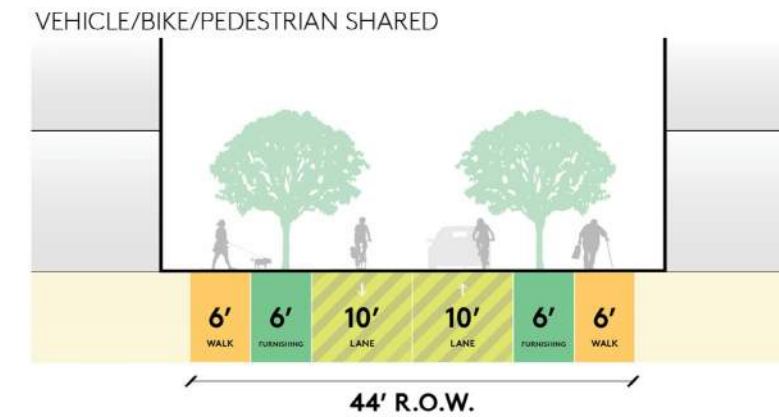 VEHICLE/BIKE/PEDESTRIAN SHARED
↓ ↑
6' 6' 10' 10' 6' 6'
WALK FURNISHING LANE LANE FURNISHING WALK
44' R.O.W.